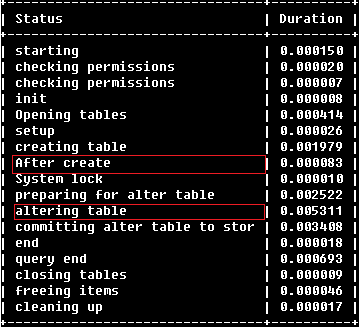 Status | Duration |
starting | 0.000150
checking permissions | 0.000020
checking permissions | 0.000007
init | 0.000008
Opening tables | 0.000414
setup | 0.000026
creating table | 0.001979
After create | 0.000083
System lock | 0.000010
preparing for alter table | 0.002522
altering table | 0.005311
committing alter table to stor | 0.003408
end | 0.000018
query end | 0.000693
closing tables | 0.000009
freeing items | 0.000046
cleaning up | 0.000017